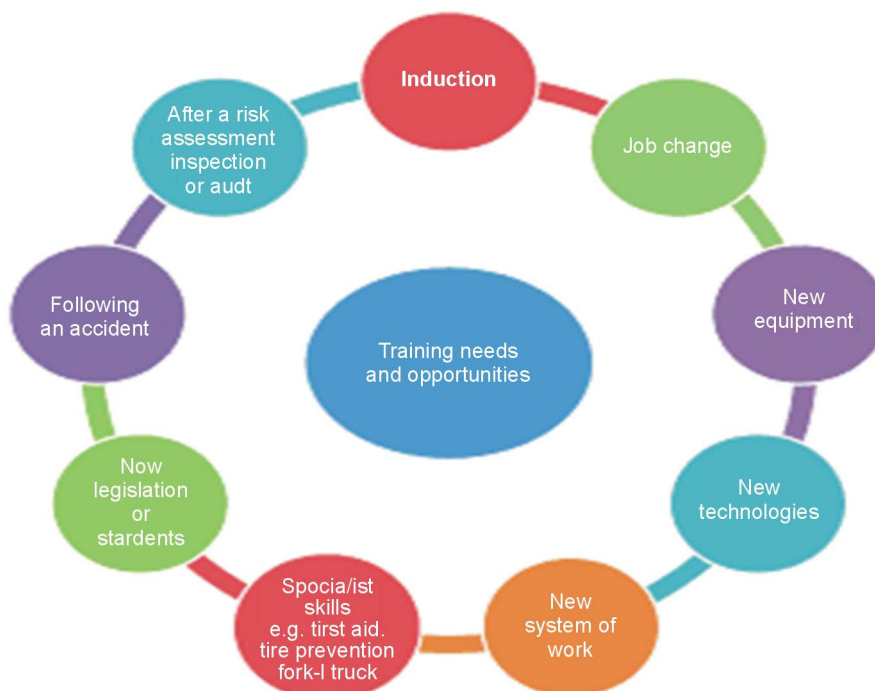 Induction
Job change
New
equipment
New
technologies
New
system of
work
Spocia/ist
skills
e.g. tirst aid.
tire prevention
fork-l truck
Now
legislation
or
stardents
Following
an accident
After a risk
assessment
inspection
or audt
Training needs
and opportunities